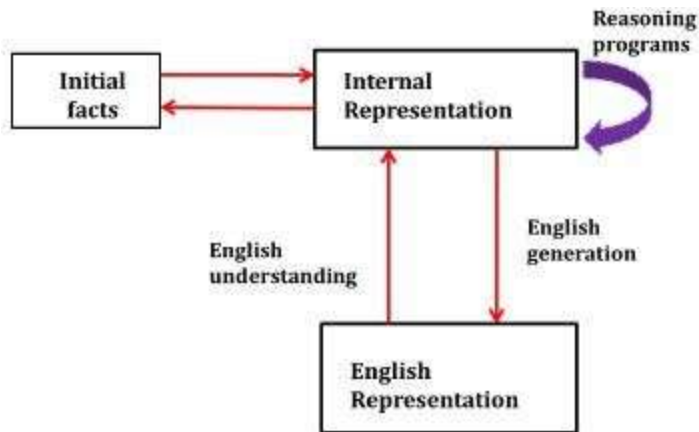 Reasoning
programs
Initial
facts
Internal
Representation
English
understanding
English
generation
English
Representation